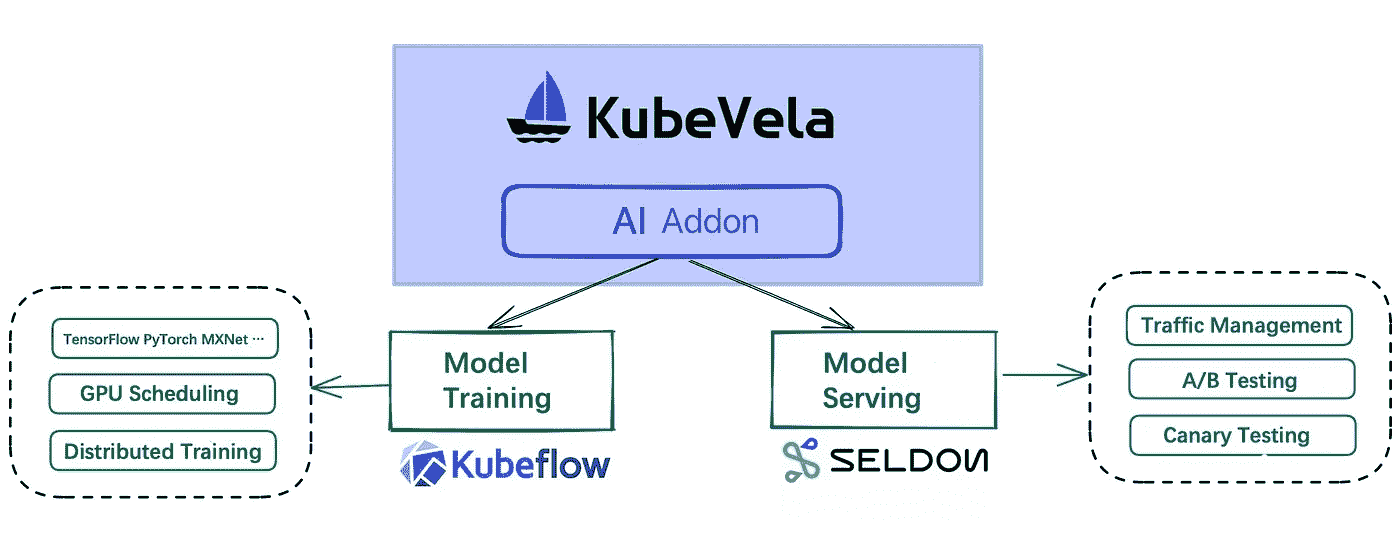 KubeVela
AI Addon
TensorFlow PyTorch MXNet ···
GPU Scheduling
Distributed Training
Model
Training
Kubeflow
Model
Serving
SELDON
Traffic Management
A/B Testing
Canary Testing